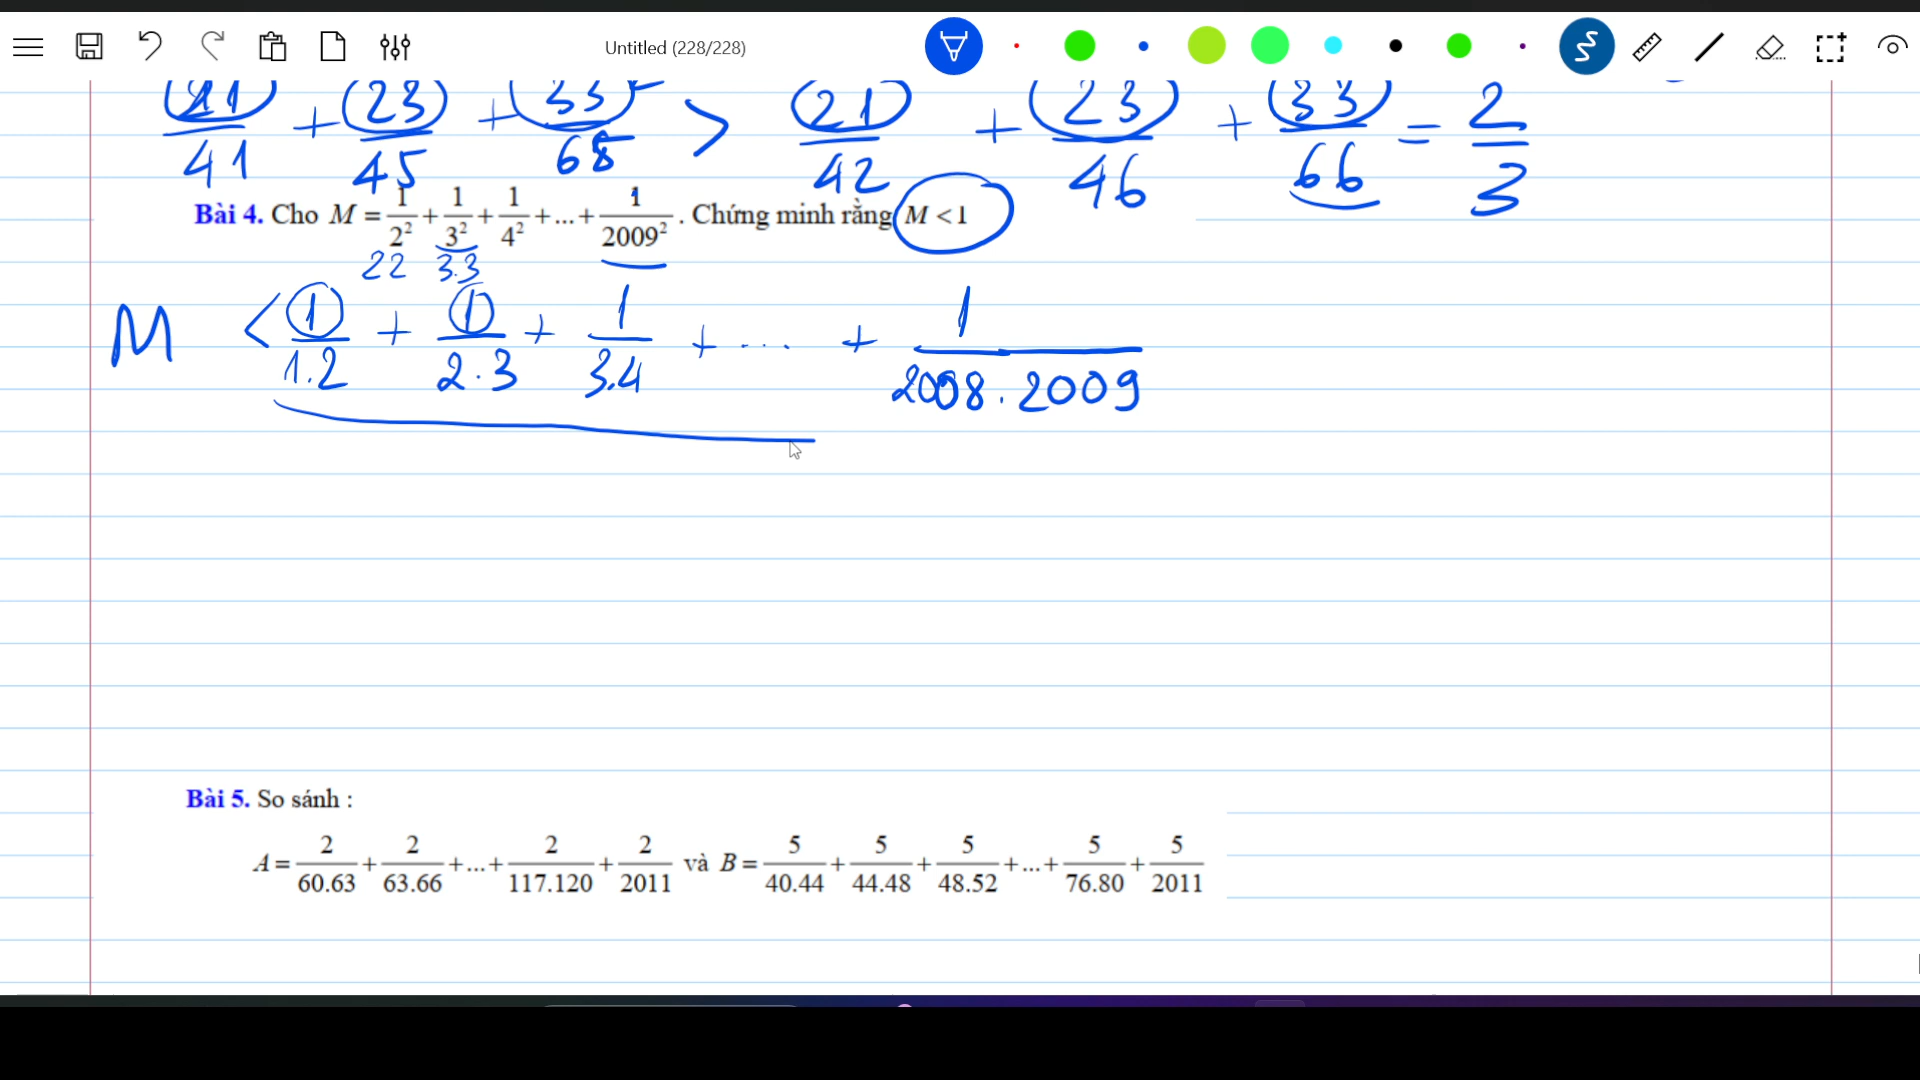 Untitled (228/228)
21/41 + 23/45 + 33/68 > 21/42 + 23/46 + 33/66 = 2/3
Bài 4. Cho M = 1/2² + 1/3² + 1/4² + ... + 1/2009² . Chứng minh rằng M < 1
22 3.3
M < 1/1.2 + 1/2.3 + 1/3.4 + ... + 1/2008.2009
Bài 5. So sánh :
A = 2/60.63 + 2/63.66 + ... + 2/117.120 + 2/2011 và B = 5/40.44 + 5/44.48 + 5/48.52 + ... + 5/76.80 + 5/2011